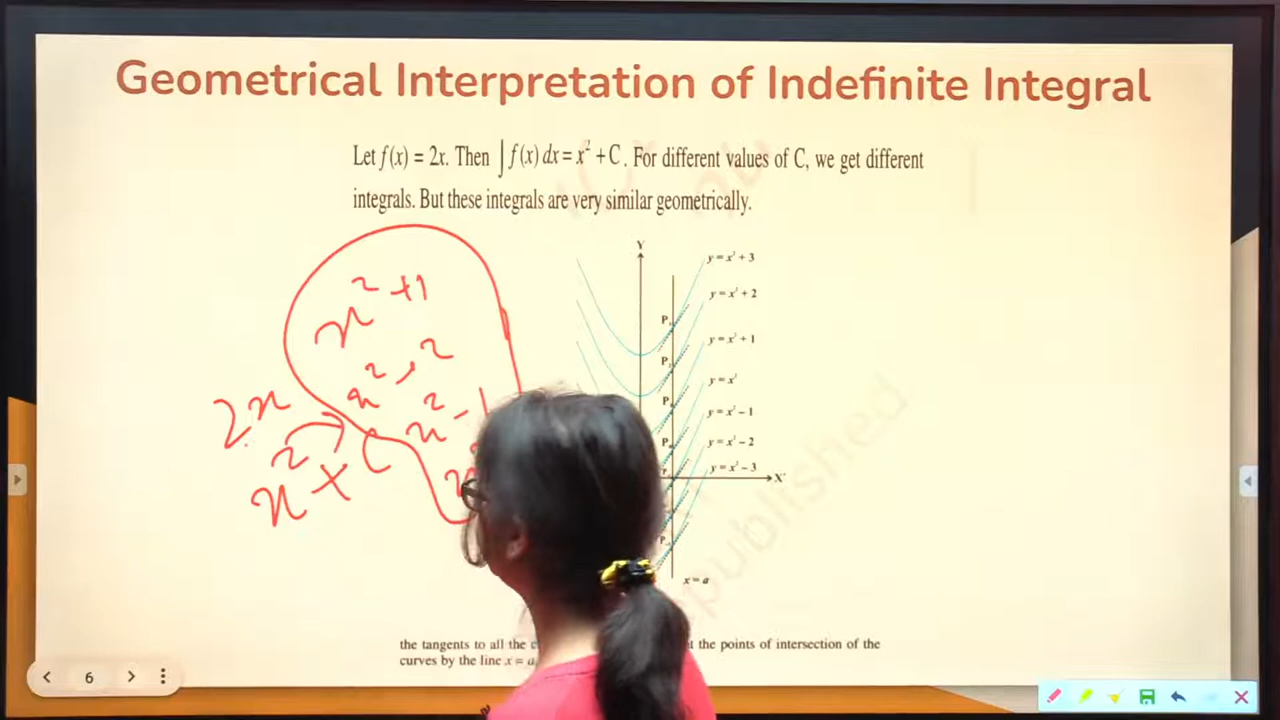 Geometrical Interpretation of Indefinite Integral
Let f(x) = 2x. Then ∫ f(x) dx = x² + C. For different values of C, we get different
integrals. But these integrals are very similar geometrically.
Y
y = x² + 3
y = x² + 2
y = x² + 1
y = x²
y = x² – 1
y = x² – 2
y = x² – 3
X'
x = a
P
P
P
P
P
x² + 1
x², 2
x² - 1
2x
x² + C
the tangents to all the
the points of intersection of the
curves by the line x = a
published
6